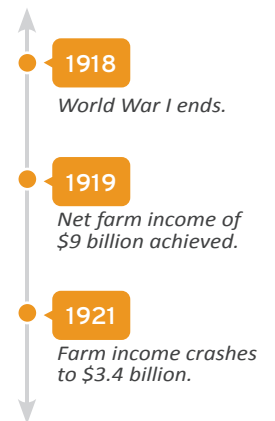 1918
World War I ends.
1919
Net farm income of
$9 billion achieved.
1921
Farm income crashes
to $3.4 billion.